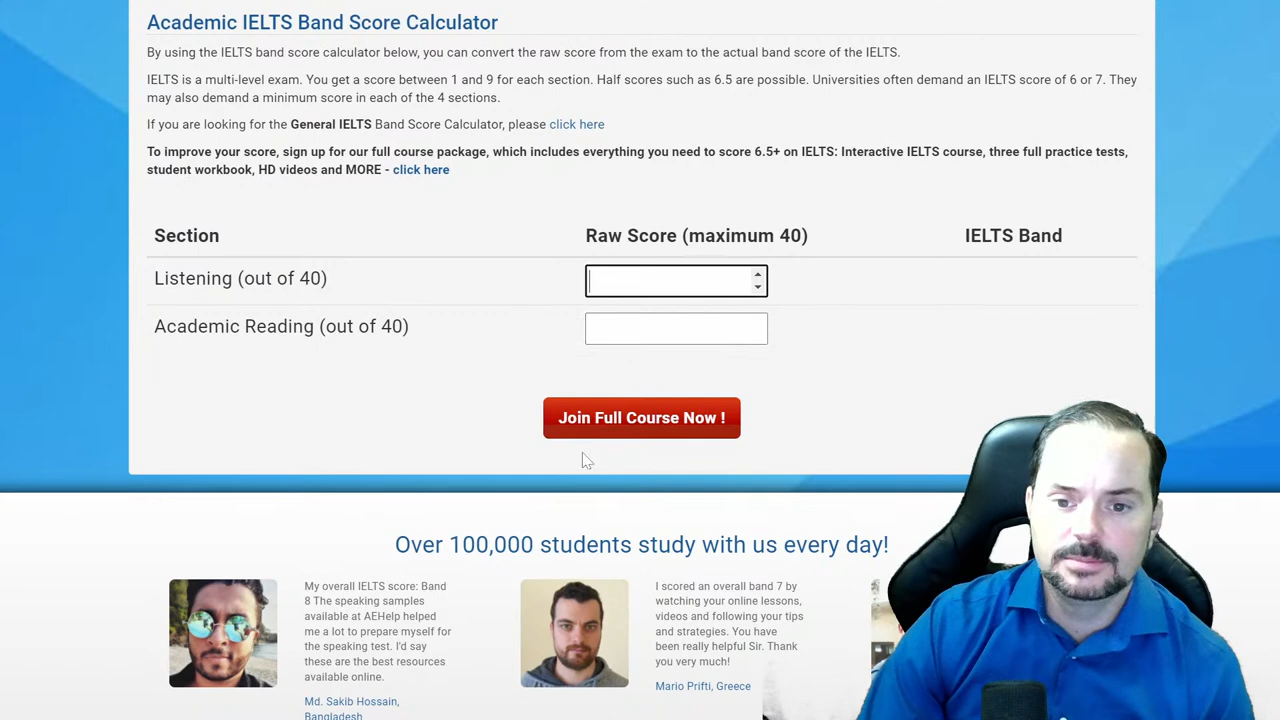 Academic IELTS Band Score Calculator
By using the IELTS band score calculator below, you can convert the raw score from the exam to the actual band score of the IELTS.
IELTS is a multi-level exam. You get a score between 1 and 9 for each section. Half scores such as 6.5 are possible. Universities often demand an IELTS score of 6 or 7. They
may also demand a minimum score in each of the 4 sections.
If you are looking for the General IELTS Band Score Calculator, please click here
To improve your score, sign up for our full course package, which includes everything you need to score 6.5+ on IELTS: Interactive IELTS course, three full practice tests,
student workbook, HD videos and MORE - click here
Section Raw Score (maximum 40) IELTS Band
Listening (out of 40)
Academic Reading (out of 40)
Join Full Course Now !
Over 100,000 students study with us every day!
My overall IELTS score: Band
8 The speaking samples
available at AEHelp helped
me a lot to prepare myself for
the speaking test. I'd say
these are the best resources
available online.
Md. Sakib Hossain,
Bangladesh
I scored an overall band 7 by
watching your online lessons,
videos and following your tips
and strategies. You have
been really helpful Sir. Thank
you very much!
Mario Prifti, Greece